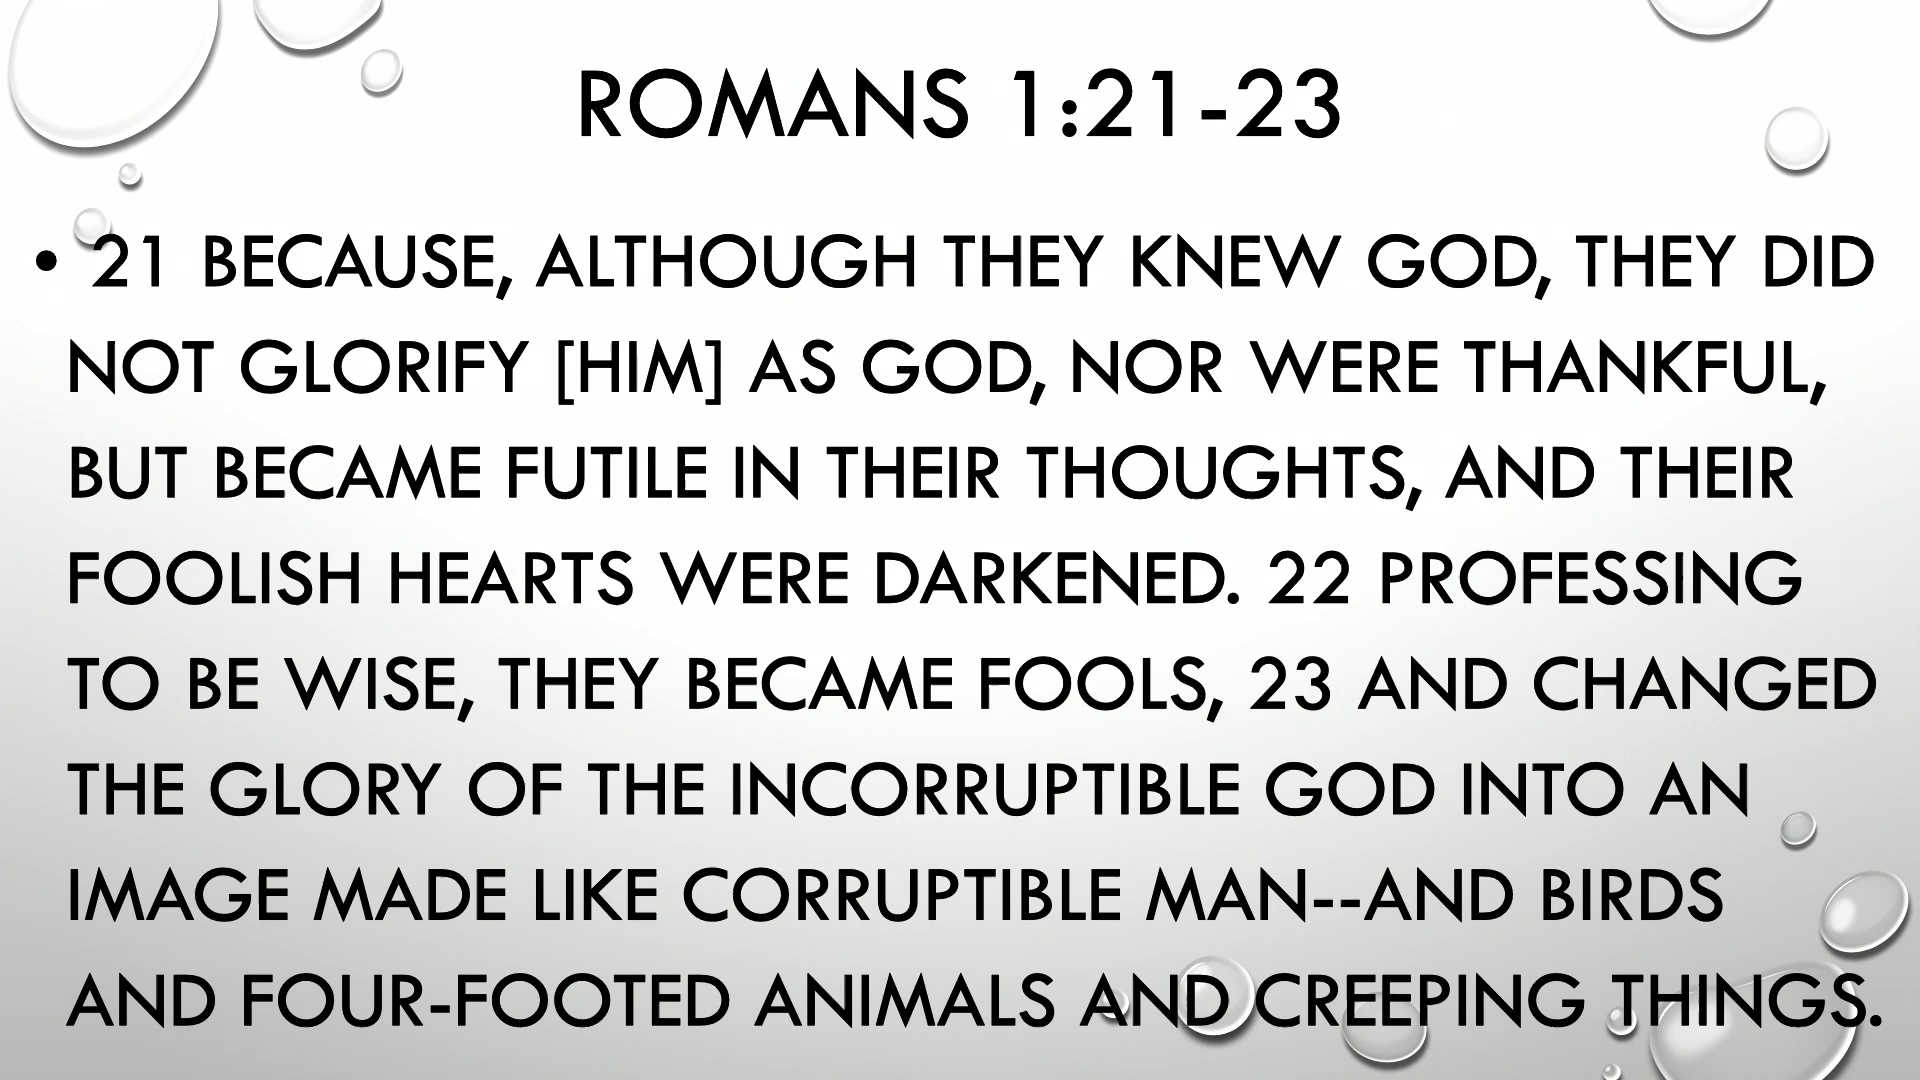 ROMANS 1:21-23
• 21 BECAUSE, ALTHOUGH THEY KNEW GOD, THEY DID
NOT GLORIFY [HIM] AS GOD, NOR WERE THANKFUL,
BUT BECAME FUTILE IN THEIR THOUGHTS, AND THEIR
FOOLISH HEARTS WERE DARKENED. 22 PROFESSING
TO BE WISE, THEY BECAME FOOLS, 23 AND CHANGED
THE GLORY OF THE INCORRUPTIBLE GOD INTO AN
IMAGE MADE LIKE CORRUPTIBLE MAN--AND BIRDS
AND FOUR-FOOTED ANIMALS AND CREEPING THINGS.